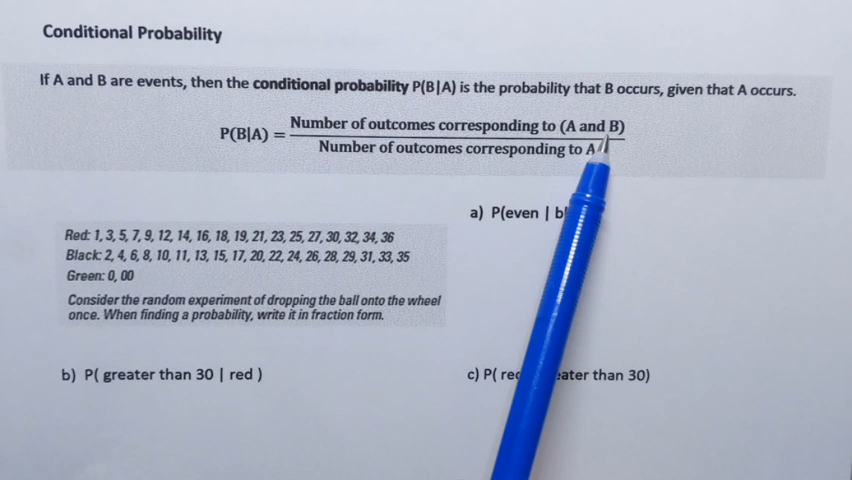 Conditional Probability
If A and B are events, then the conditional probability P(B|A) is the probability that B occurs, given that A occurs.
P(B|A) = Number of outcomes corresponding to (A and B)
Number of outcomes corresponding to A
a) P(even |
Red: 1, 3, 5, 7, 9, 12, 14, 16, 18, 19, 21, 23, 25, 27, 30, 32, 34, 36
Black: 2, 4, 6, 8, 10, 11, 13, 15, 17, 20, 22, 24, 26, 28, 29, 31, 33, 35
Green: 0, 00
Consider the random experiment of dropping the ball onto the wheel
once. When finding a probability, write it in fraction form.
b) P( greater than 30 | red )
c) P( than 30)